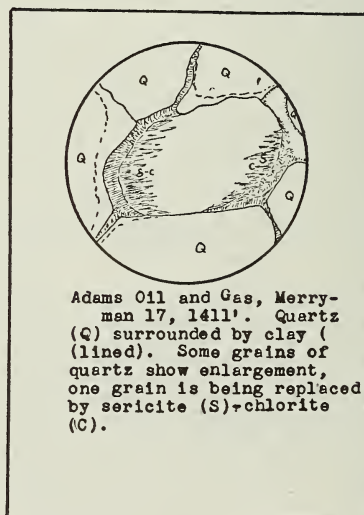 Q
Q
Q
Q
Q
Q
S-C
C-S
Adams Oil and Gas, Merry-
man 17, 1411'. Quartz
(Q) surrounded by clay (
(lined). Some grains of
quartz show enlargement,
one grain is being replaced
by sericite (S)-chlorite
(C).